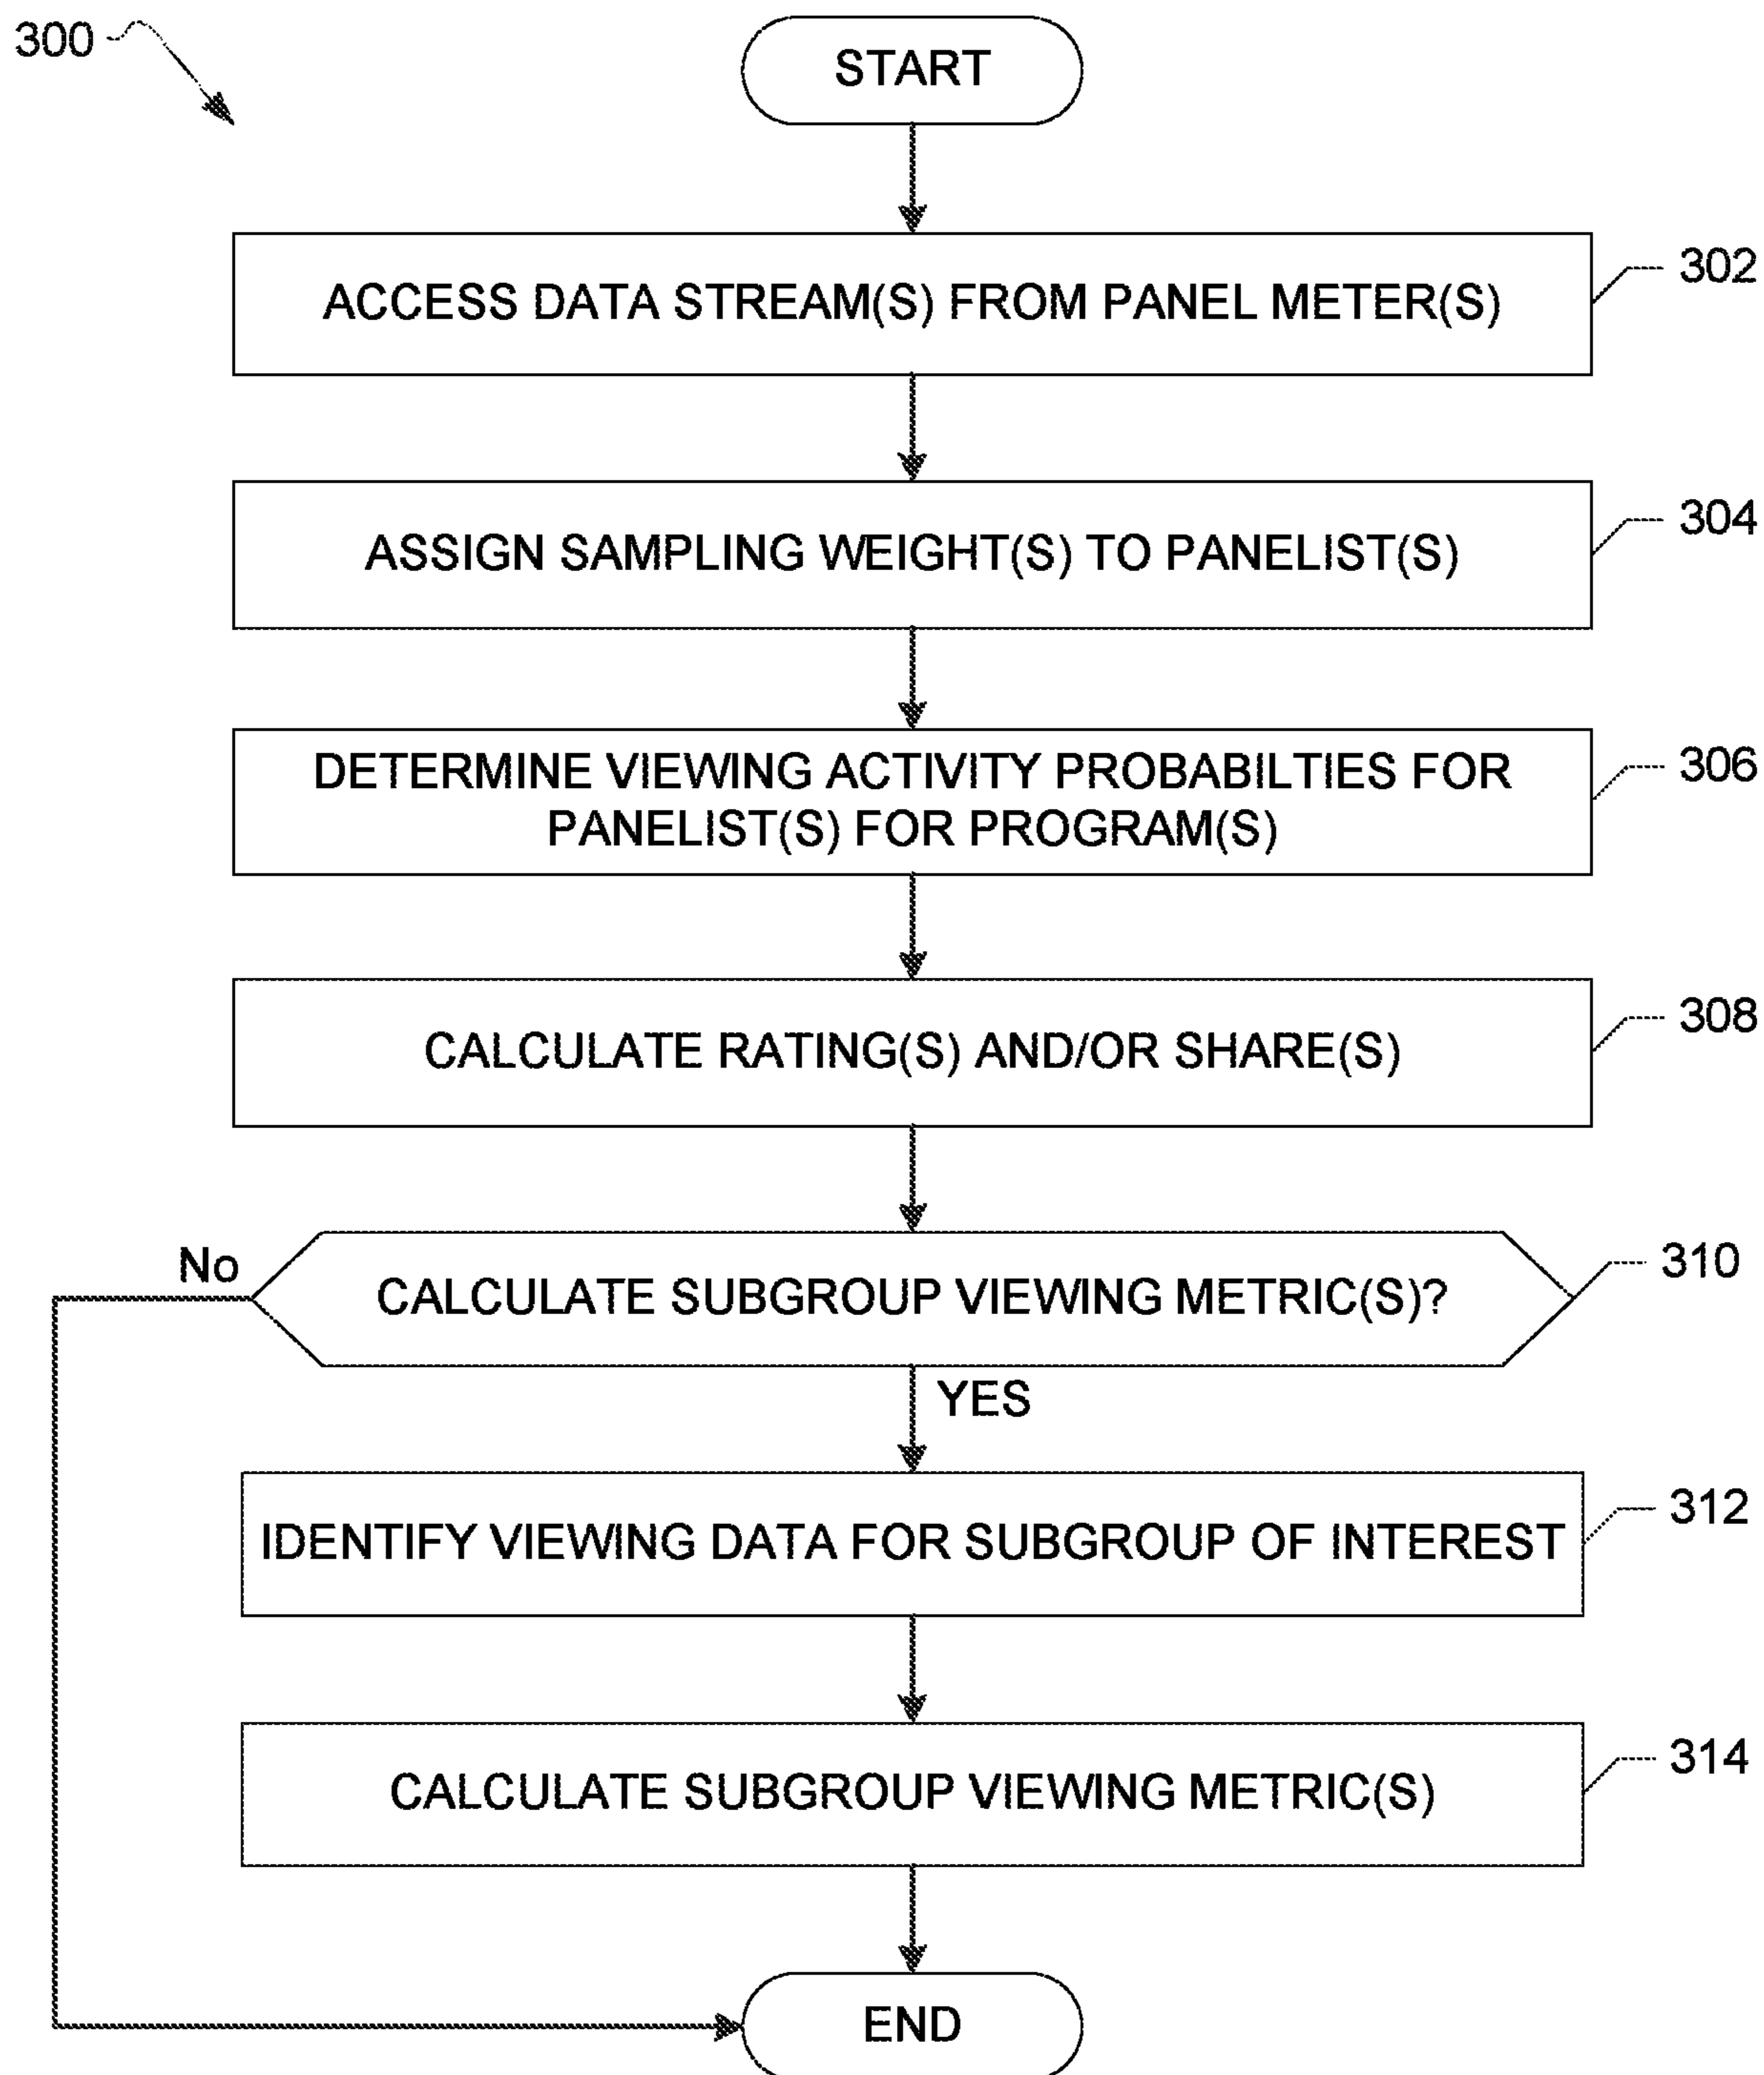 300
START
ACCESS DATA STREAM(S) FROM PANEL METER(S)
302
ASSIGN SAMPLING WEIGHT(S) TO PANELIST(S)
304
DETERMINE VIEWING ACTIVITY PROBABILTIES FOR
PANELIST(S) FOR PROGRAM(S)
306
CALCULATE RATING(S) AND/OR SHARE(S)
308
No
CALCULATE SUBGROUP VIEWING METRIC(S)?
310
YES
IDENTIFY VIEWING DATA FOR SUBGROUP OF INTEREST
312
CALCULATE SUBGROUP VIEWING METRIC(S)
314
END